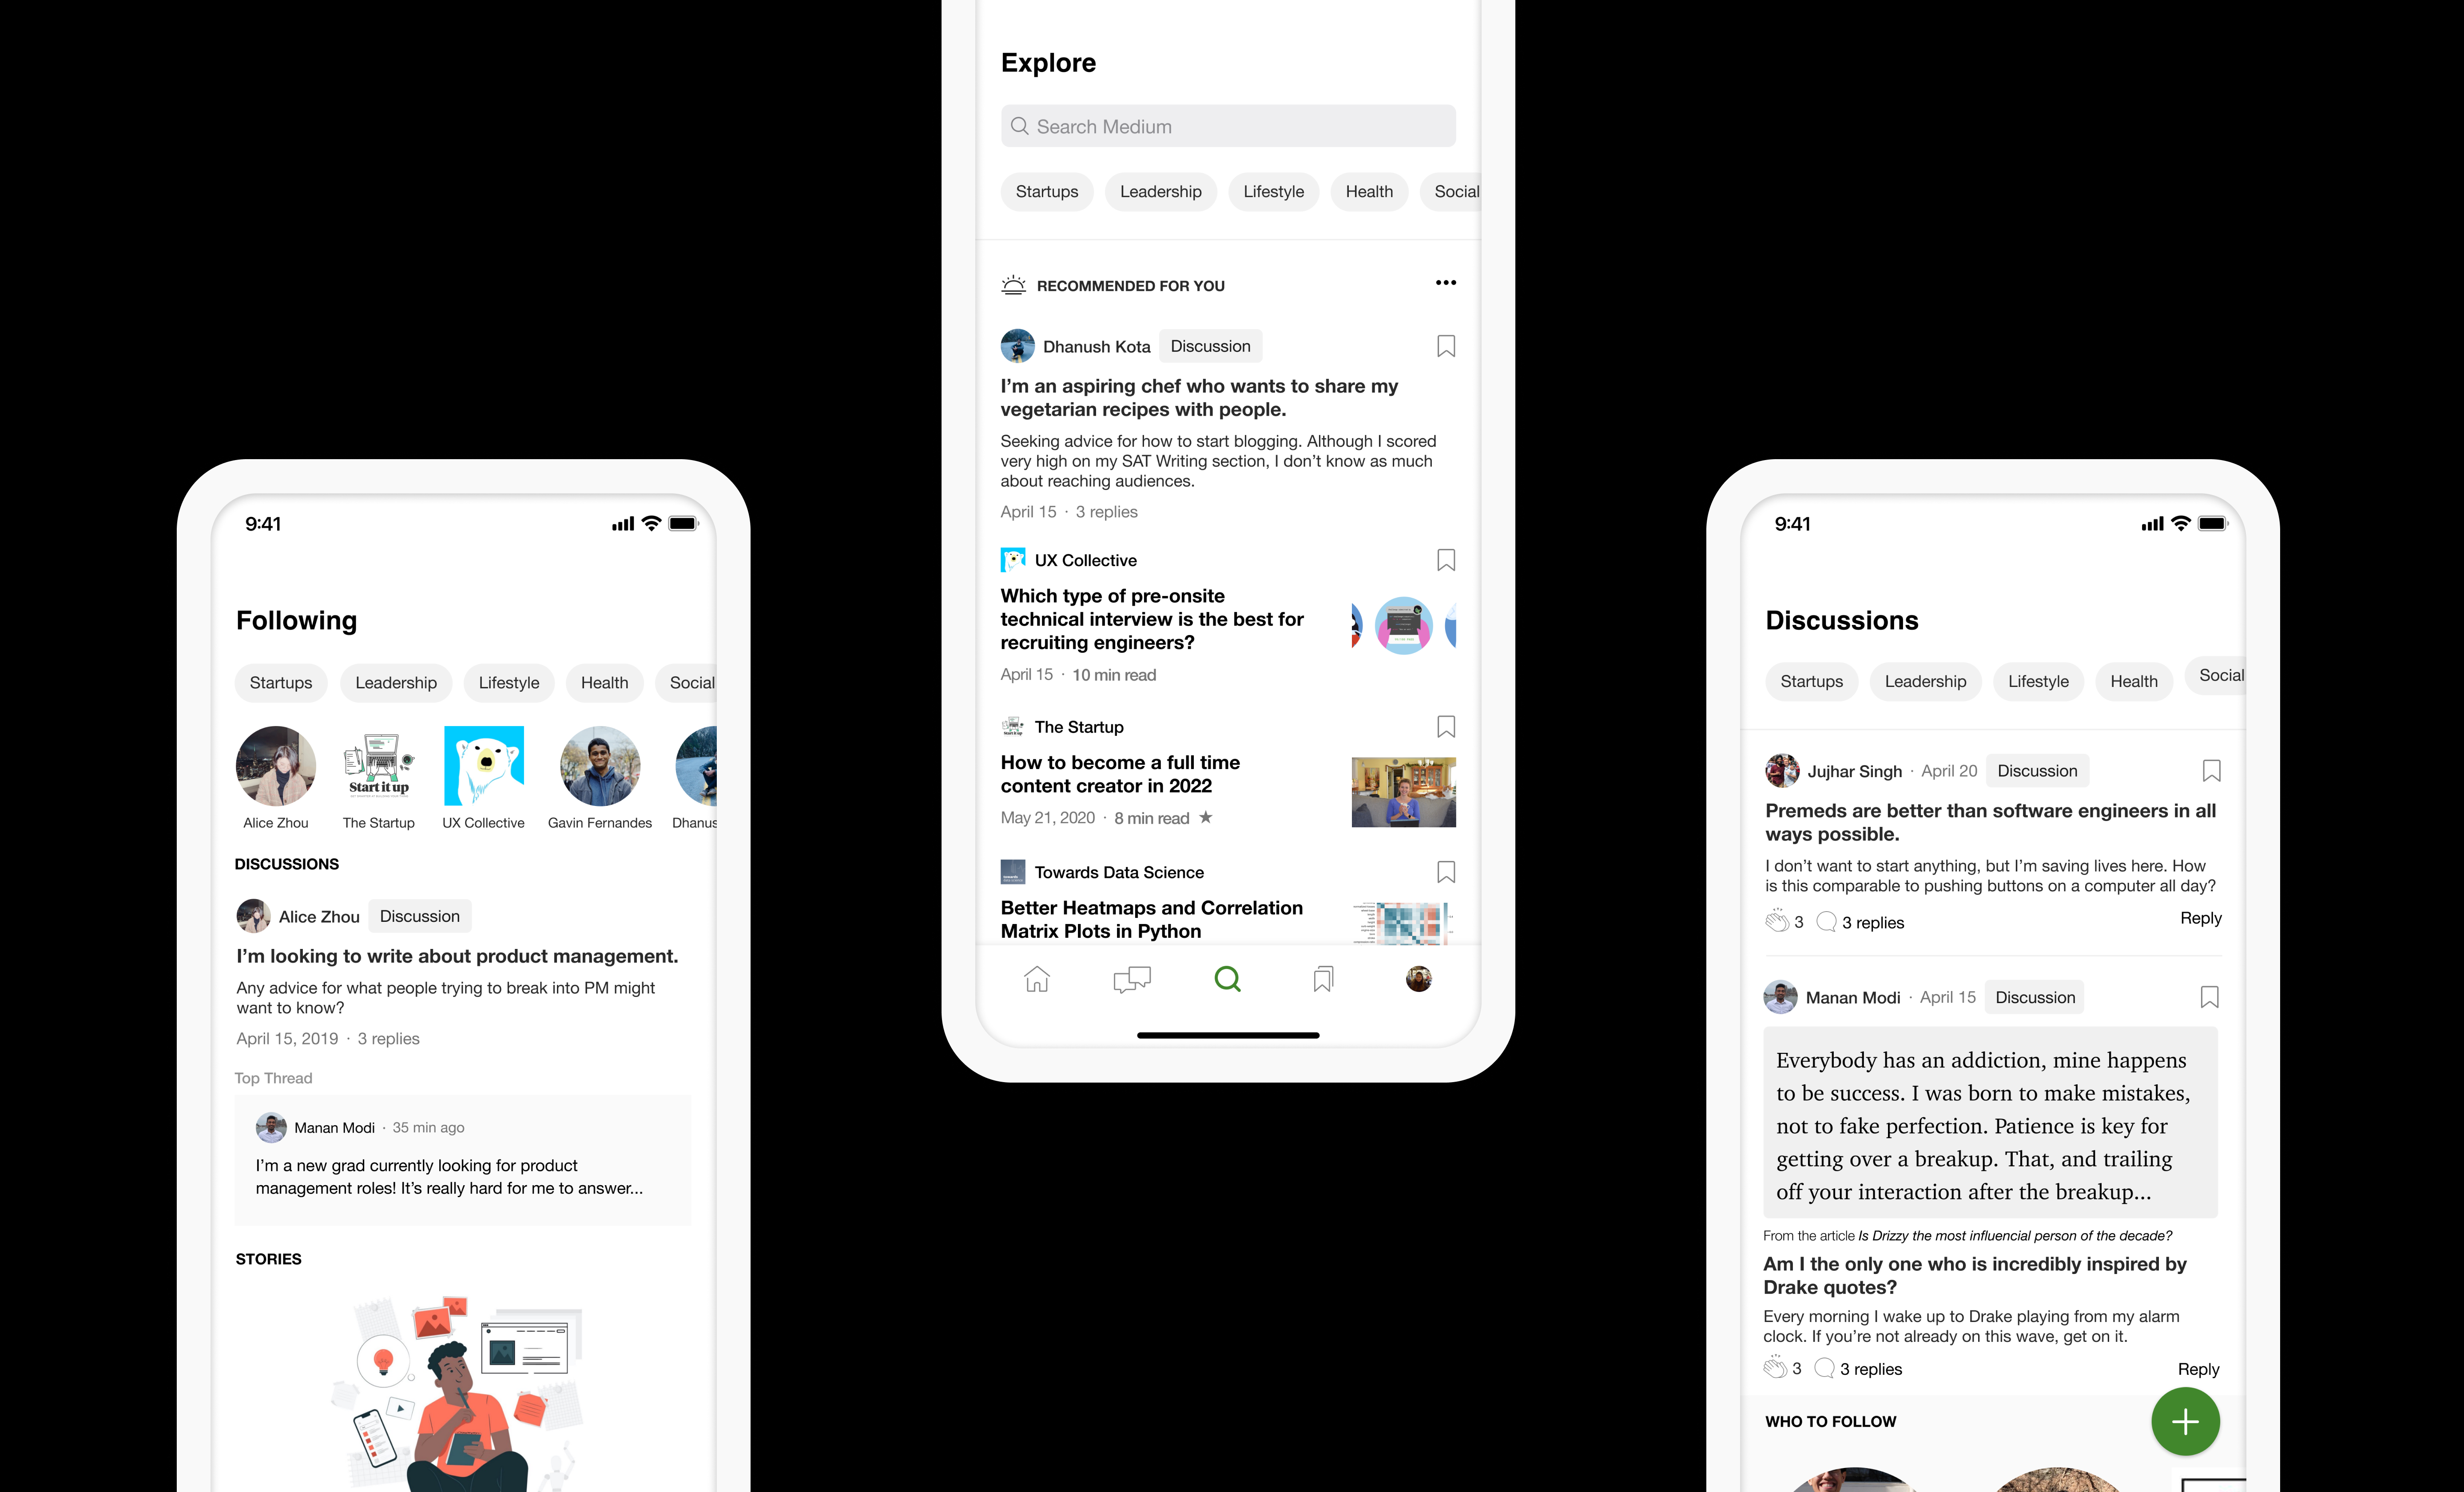 9:41
Following
Startups Leadership Lifestyle Health Social
Start it up
Alice Zhou The Startup UX Collective Gavin Fernandes Dhanus
DISCUSSIONS
Alice Zhou Discussion
I'm looking to write about product management.
Any advice for what people trying to break into PM might
want to know?
April 15, 2019 · 3 replies
Top Thread
Manan Modi · 35 min ago
I'm a new grad currently looking for product
management roles! It's really hard for me to answer...
STORIES
Explore
Search Medium
Startups Leadership Lifestyle Health Social
RECOMMENDED FOR YOU
Dhanush Kota Discussion
I'm an aspiring chef who wants to share my
vegetarian recipes with people.
Seeking advice for how to start blogging. Although I scored
very high on my SAT Writing section, I don't know as much
about reaching audiences.
April 15 · 3 replies
UX Collective
Which type of pre-onsite
technical interview is the best for
recruiting engineers?
April 15 · 10 min read
The Startup
How to become a full time
content creator in 2022
May 21, 2020 · 8 min read ★
Towards Data Science
Better Heatmaps and Correlation
Matrix Plots in Python
9:41
Discussions
Startups Leadership Lifestyle Health Social
Jujhar Singh · April 20 Discussion
Premeds are better than software engineers in all
ways possible.
I don't want to start anything, but I'm saving lives here. How
is this comparable to pushing buttons on a computer all day?
3 3 replies Reply
Manan Modi · April 15 Discussion
Everybody has an addiction, mine happens
to be success. I was born to make mistakes,
not to fake perfection. Patience is key for
getting over a breakup. That, and trailing
off your interaction after the breakup...
From the article Is Drizzy the most influencial person of the decade?
Am I the only one who is incredibly inspired by
Drake quotes?
Every morning I wake up to Drake playing from my alarm
clock. If you're not already on this wave, get on it.
3 3 replies Reply
WHO TO FOLLOW